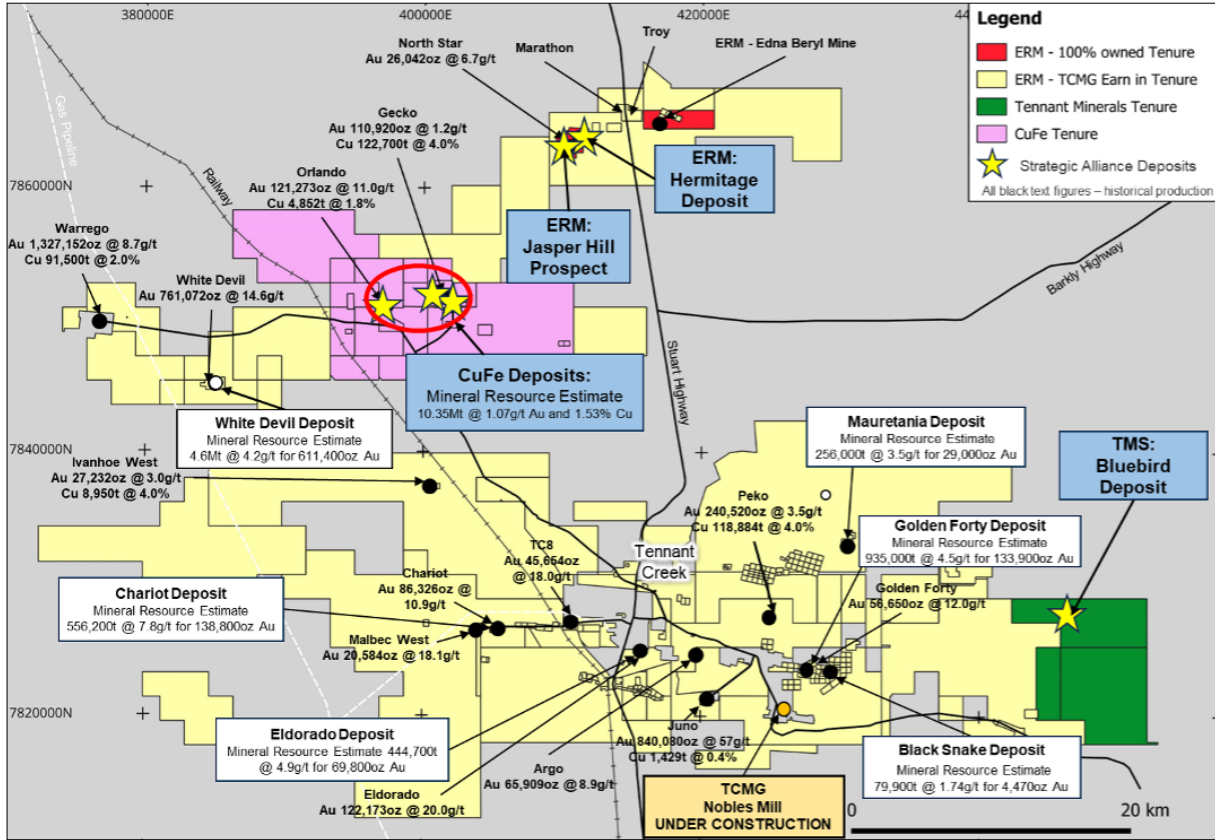 380000E
400000E
420000E
44
Legend
ERM - 100% owned Tenure
ERM - TCMG Earn in Tenure
Tennant Minerals Tenure
CuFe Tenure
Strategic Alliance Deposits
All black text figures – historical production
North Star
Au 26,042oz @ 6.7g/t
Marathon
Troy
ERM - Edna Beryl Mine
Gas Pipeline
Railway
Gecko
Au 110,920oz @ 1.2g/t
Cu 122,700t @ 4.0%
7860000N
Orlando
Au 121,273oz @ 11.0g/t
Cu 4,852t @ 1.8%
ERM:
Hermitage
Deposit
ERM:
Jasper Hill
Prospect
Warrego
Au 1,327,152oz @ 8.7g/t
Cu 91,500t @ 2.0%
White Devil
Au 761,072oz @ 14.6g/t
Barkly Highway
Stuart Highway
CuFe Deposits:
Mineral Resource Estimate
10.35Mt @ 1.07g/t Au and 1.53% Cu
White Devil Deposit
Mineral Resource Estimate
4.6Mt @ 4.2g/t for 611,400oz Au
Mauretania Deposit
Mineral Resource Estimate
256,000t @ 3.5g/t for 29,000oz Au
TMS:
Bluebird
Deposit
7840000N
Ivanhoe West
Au 27,232oz @ 3.0g/t
Cu 8,950t @ 4.0%
Peko
Au 240,520oz @ 3.5g/t
Cu 118,884t @ 4.0%
Golden Forty Deposit
Mineral Resource Estimate
935,000t @ 4.5g/t for 133,900oz Au
TC8
Au 45,654oz
@ 18.0g/t
Tennant
Creek
Chariot
Au 86,326oz @
10.9g/t
Golden Forty
Au 56,650oz @ 12.0g/t
Chariot Deposit
Mineral Resource Estimate
556,200t @ 7.8g/t for 138,800oz Au
Malbec West
Au 20,584oz @ 18.1g/t
7820000N
Eldorado Deposit
Mineral Resource Estimate 444,700t
@ 4.9g/t for 69,800oz Au
Juno
Au 840,080oz @ 57g/t
Cu 1,429t @ 0.4%
Black Snake Deposit
Mineral Resource Estimate
79,900t @ 1.74g/t for 4,470oz Au
Argo
Au 65,909oz @ 8.9g/t
Eldorado
Au 122,173oz @ 20.0g/t
TCMG
Nobles Mill
UNDER CONSTRUCTION
0
20 km